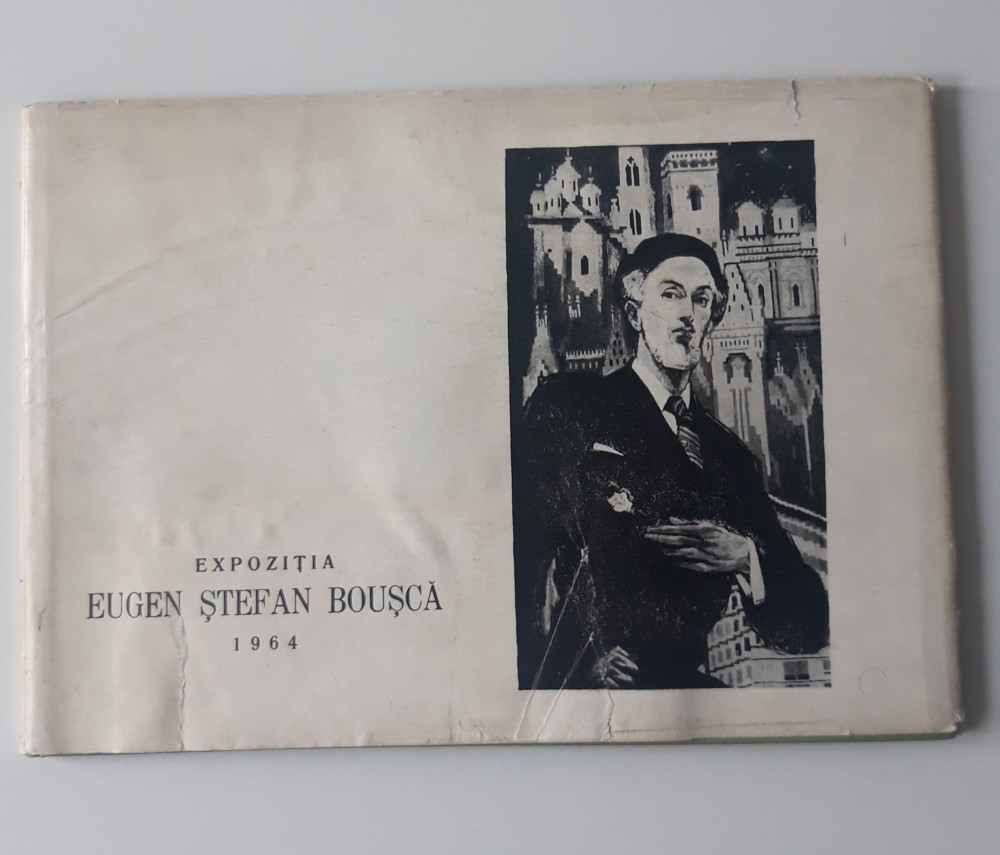 EXPOZIŢIA
EUGEN ŞTEFAN BOUŞCĂ
1964